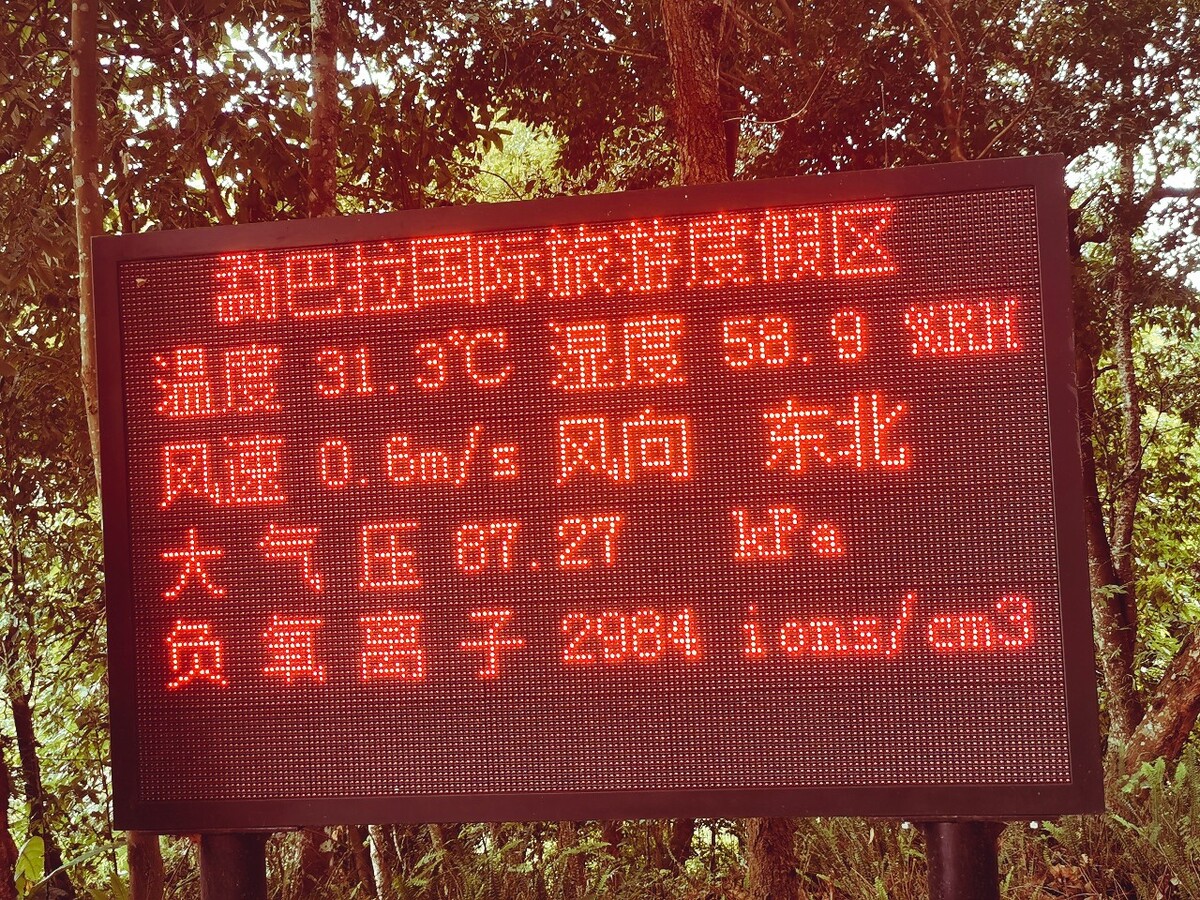 勐巴拉国际旅游度假区
温度 31.3℃ 湿度 58.9 %RH
风速 0.6m/s 风向 东北
大气压 87.27 kPa
负氧离子 2984 ions/cm3